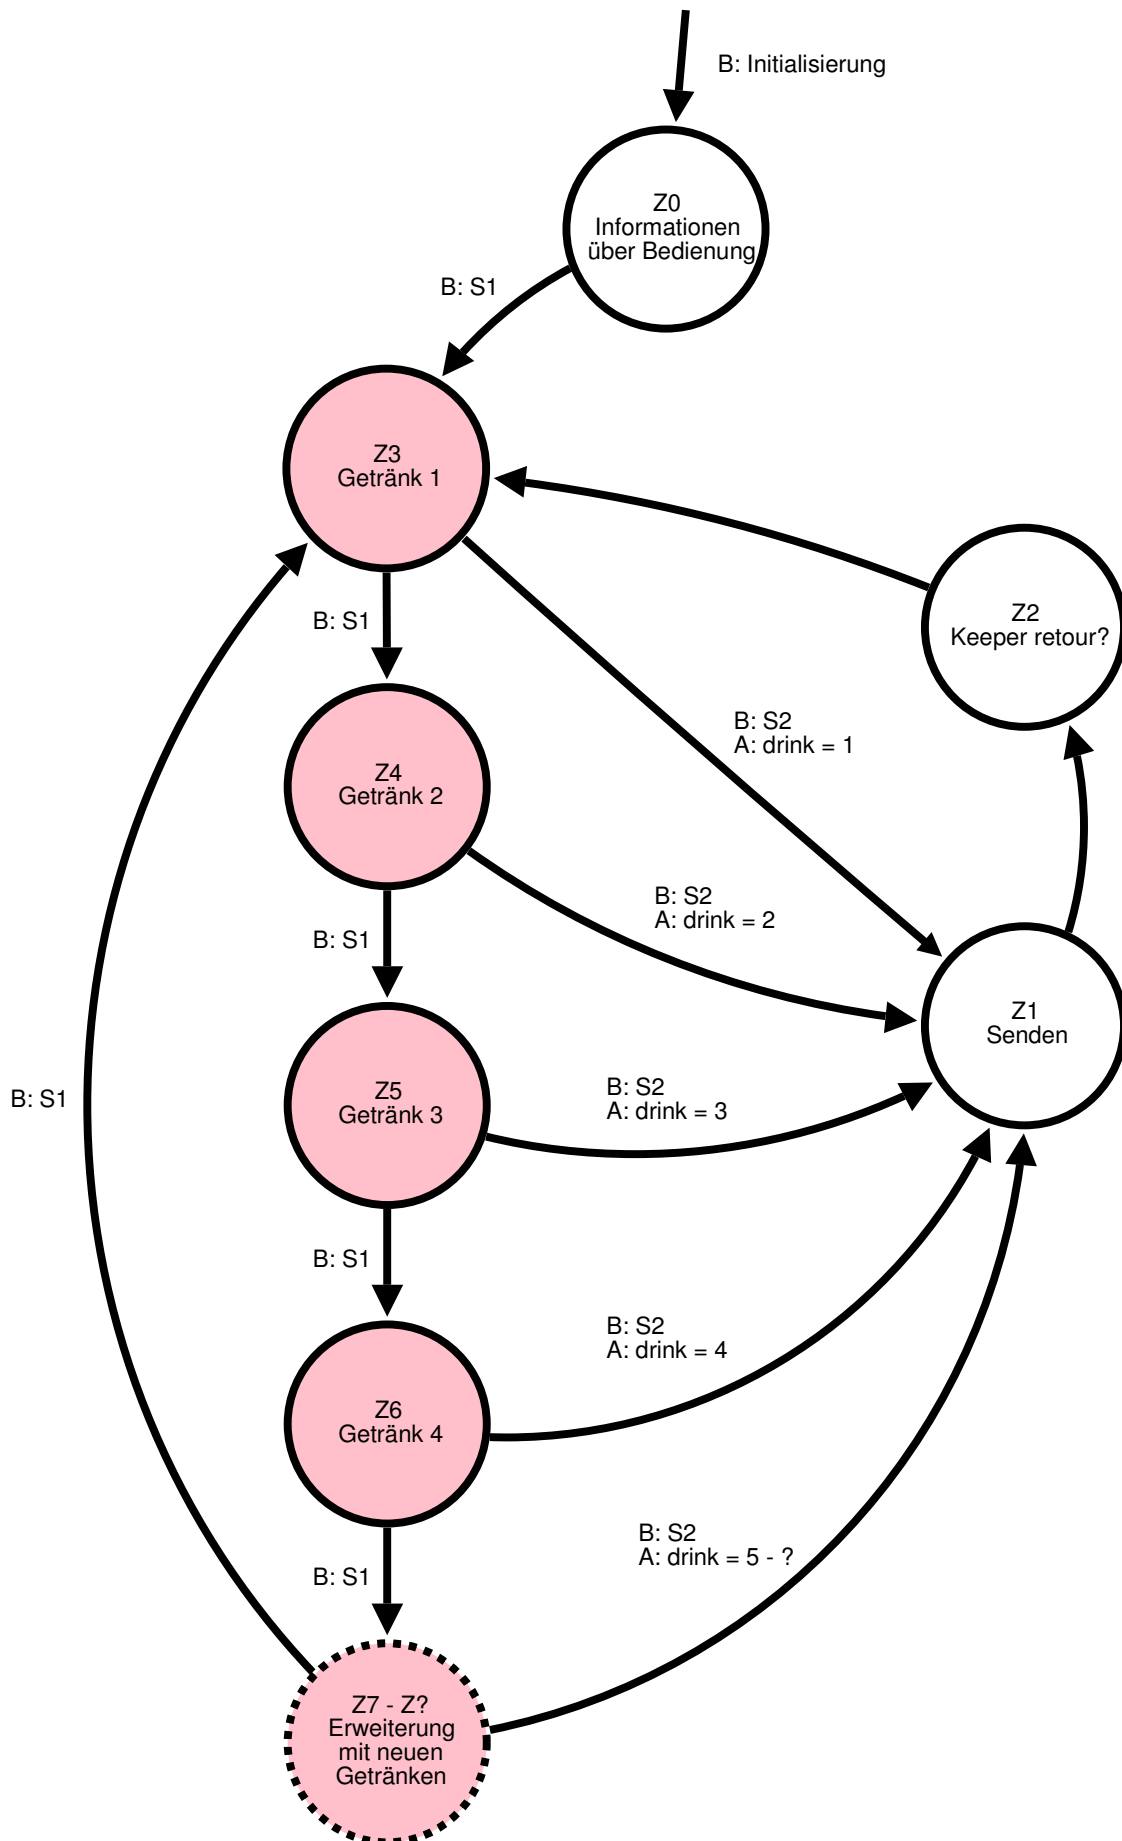 B: Initialisierung
Z0
Informationen
über Bedienung
B: S1
Z3
Getränk 1
Z2
Keeper retour?
B: S1
B: S2
A: drink = 1
Z4
Getränk 2
B: S2
A: drink = 2
B: S1
Z1
Senden
B: S1
Z5
Getränk 3
B: S2
A: drink = 3
B: S1
B: S2
A: drink = 4
Z6
Getränk 4
B: S2
A: drink = 5 - ?
B: S1
Z7 - Z?
Erweiterung
mit neuen
Getränken